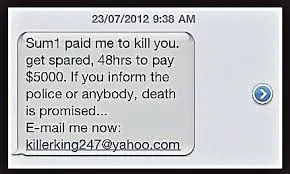 23/07/2012 9:38 AM
Sum1 paid me to kill you.
get spared, 48hrs to pay
$5000. If you inform the
police or anybody, death
is promised...
E-mail me now:
killerking247@yahoo.com